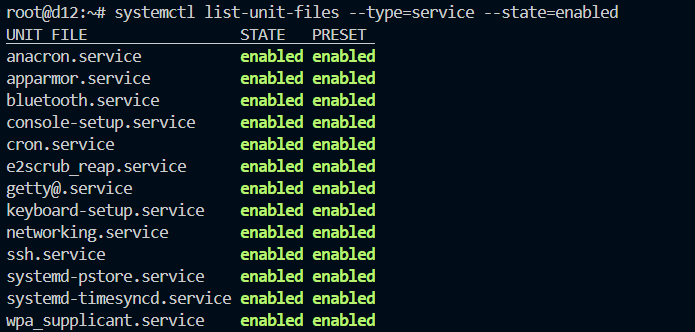 root@d12:~# systemctl list-unit-files --type=service --state=enabled
UNIT FILE                 STATE   PRESET
anacron.service           enabled enabled
apparmor.service          enabled enabled
bluetooth.service         enabled enabled
console-setup.service     enabled enabled
cron.service              enabled enabled
e2scrub_reap.service      enabled enabled
getty@.service            enabled enabled
keyboard-setup.service    enabled enabled
networking.service        enabled enabled
ssh.service               enabled enabled
systemd-pstore.service    enabled enabled
systemd-timesyncd.service enabled enabled
wpa_supplicant.service    enabled enabled